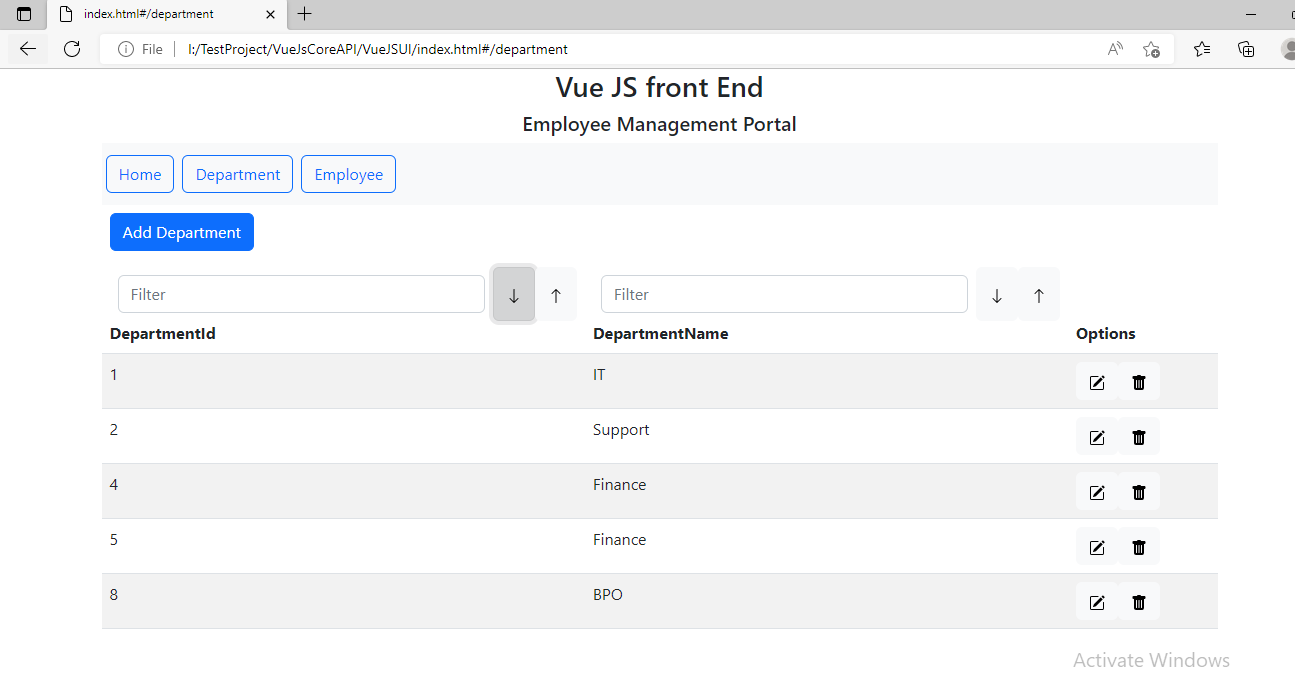 index.html#/department
File I:/TestProject/VueJsCoreAPI/VueJSUI/index.html#/department
Vue JS front End
Employee Management Portal
Home Department Employee
Add Department
Filter Filter
DepartmentId DepartmentName Options
1 IT
2 Support
4 Finance
5 Finance
8 BPO
Activate Windows